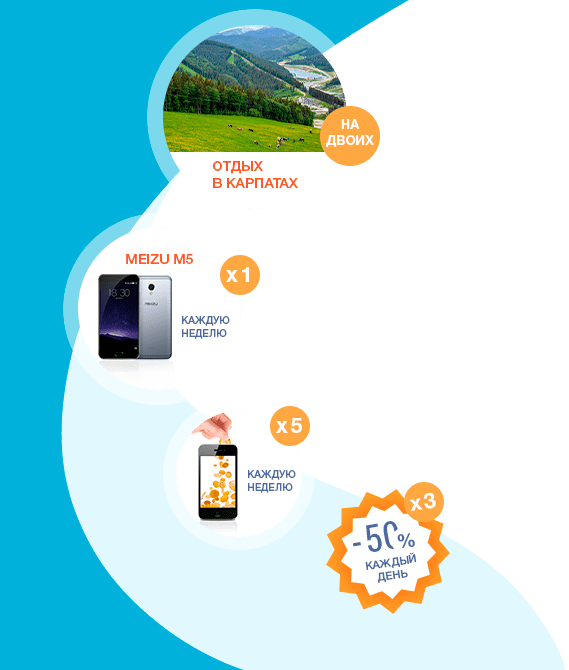 НА
ДВОИХ
ОТДЫХ
В КАРПАТАХ
MEIZU M5
x 1
18:30
MEIZU
КАЖДУЮ
НЕДЕЛЮ
x 5
КАЖДУЮ
НЕДЕЛЮ
x 3
- 50%
КАЖДЫЙ
ДЕНЬ